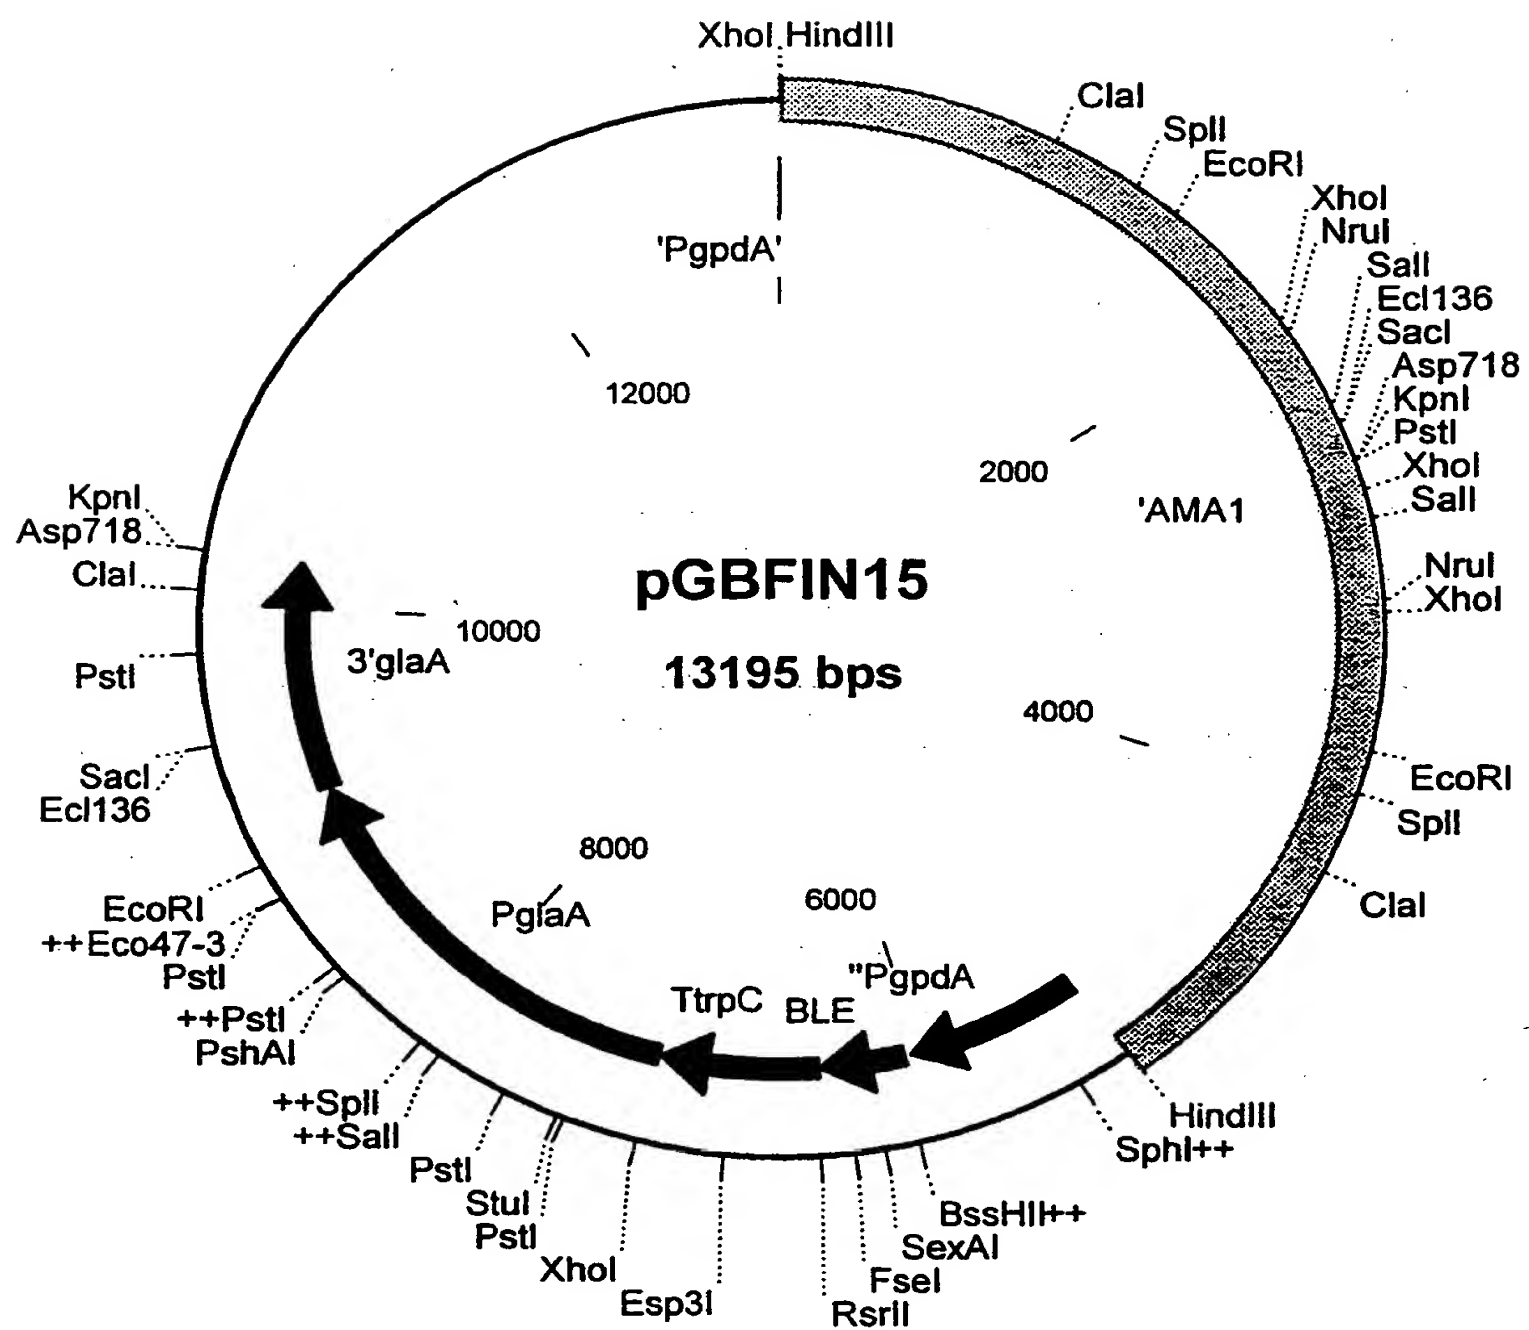 XhoI HindIII
ClaI
SplI
EcoRI
XhoI
NruI
SalI
Ecl136
SacI
Asp718
KpnI
PstI
XhoI
SalI
NruI
XhoI
EcoRI
SplI
ClaI
HindIII
SphI++
BssHII++
SexAI
FseI
RsrII
Esp3I
XhoI
PstI
StuI
PstI
++SalI
++SplI
PshAI
++PstI
PstI
++Eco47-3
EcoRI
Ecl136
SacI
PstI
ClaI
Asp718
KpnI
'PgpdA'
12000
2000
'AMA1
pGBFIN15
13195 bps
10000
3'glaA
4000
8000
PglaA
6000
"PgpdA
BLE
TtrpC